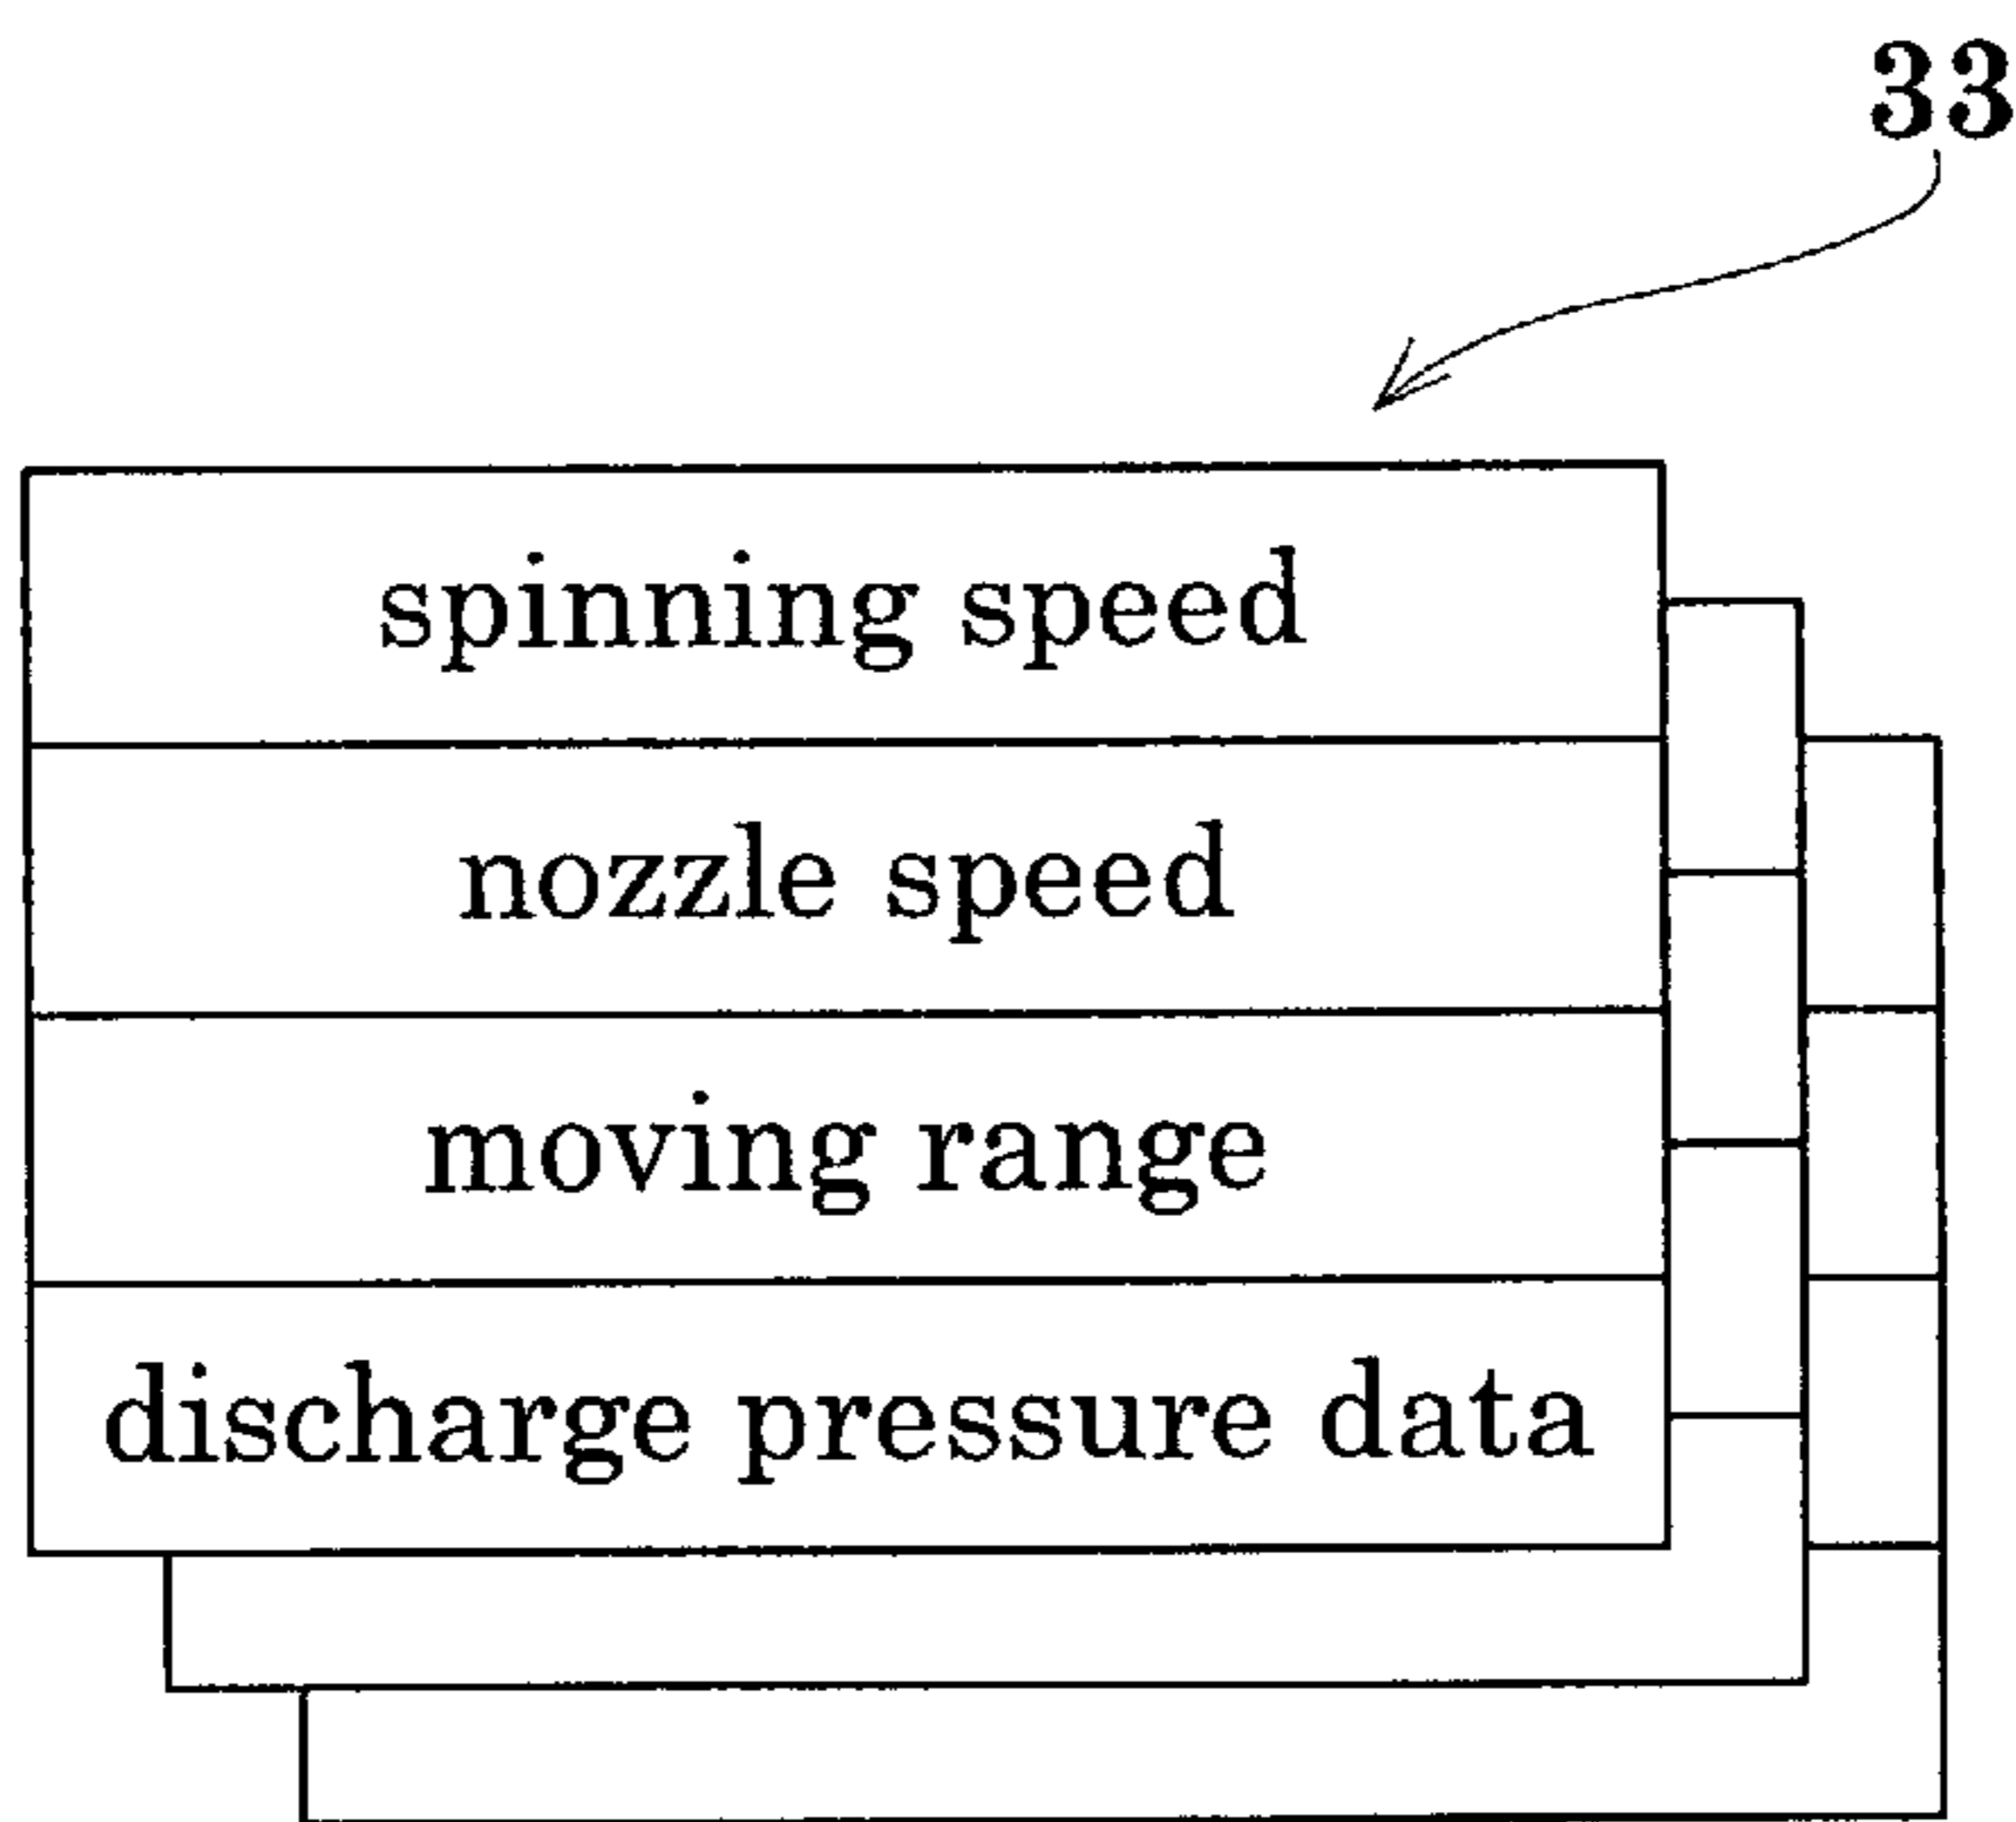 33
spinning speed
nozzle speed
moving range
discharge pressure data